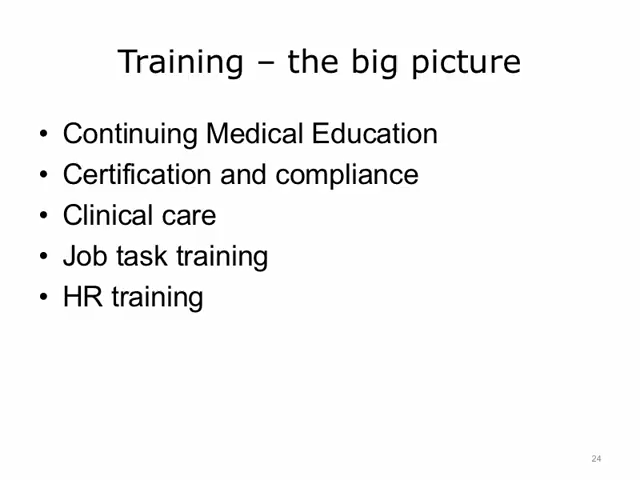 Training – the big picture
• Continuing Medical Education
• Certification and compliance
• Clinical care
• Job task training
• HR training
24